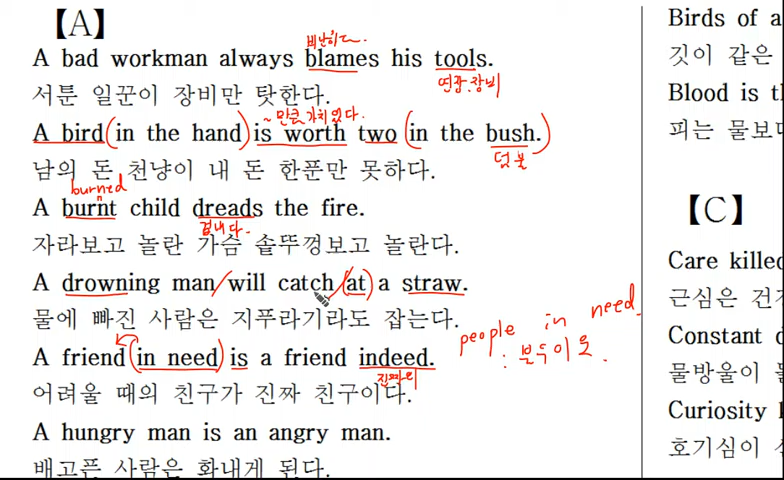 【A】
비난하다.
A bad workman always blames his tools.
연장. 장비
서툰 일꾼이 장비만 탓한다.
~만큼 가치 있다.
A bird (in the hand) is worth two (in the bush.)
덤불
남의 돈 천냥이 내 돈 한푼만 못하다.
burned
A burnt child dreads the fire.
겁내다.
자라보고 놀란 가슴 솥뚜껑보고 놀란다.
A drowning man will catch (at) a straw.
물에 빠진 사람은 지푸라기라도 잡는다.
people in need
A friend (in need) is a friend indeed.
진짜의
: 불우이웃.
어려울 때의 친구가 진짜 친구이다.
A hungry man is an angry man.
배고픈 사람은 화내게 된다.
Birds of a
깃이 같은
Blood is th
피는 물보다
【C】
Care killed
근심은 건
Constant d
물방울이
Curiosity
호기심이